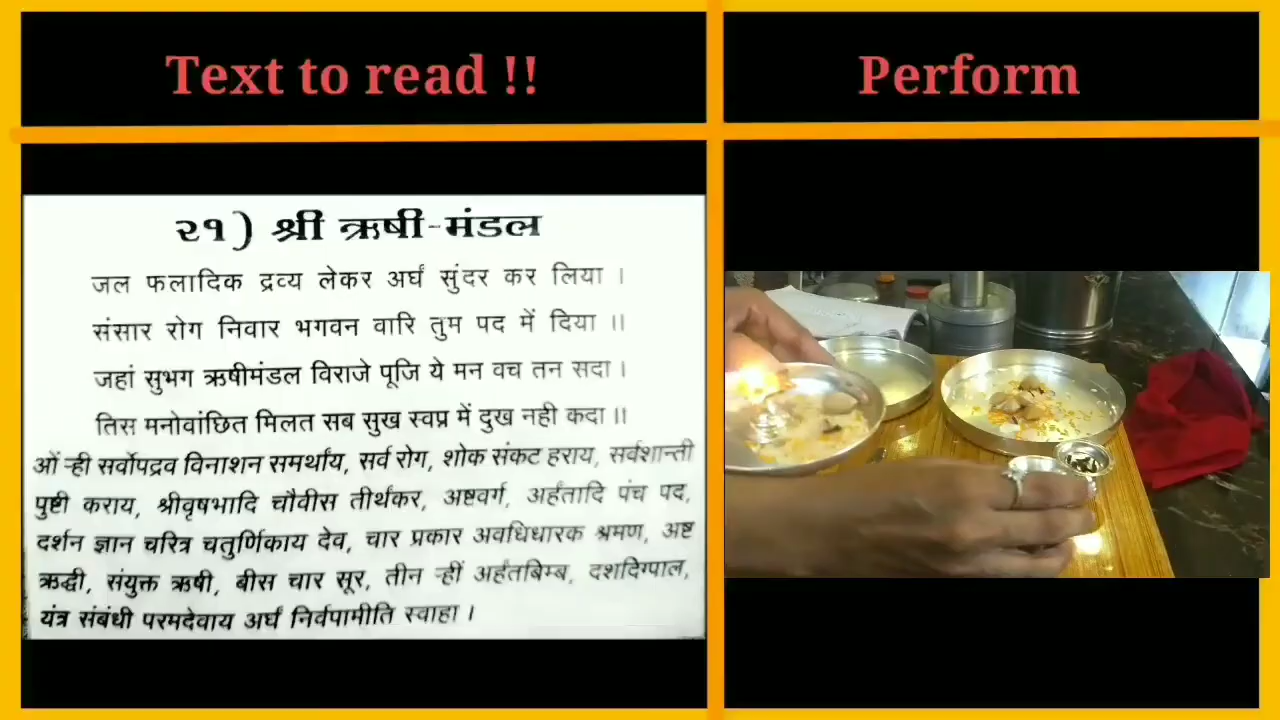 Text to read !!
Perform
२१) श्री ऋषी-मंडल
जल फलादिक द्रव्य लेकर अर्घं सुंदर कर लिया ।
संसार रोग निवार भगवन वारि तुम पद में दिया ।।
जहां सुभग ऋषीमंडल विराजे पूजि ये मन वच तन सदा ।
तिस मनोवांछित मिलत सब सुख स्वप्न में दुख नही कदा ।।
ओं ऱ्ही सर्वोपद्रव विनाशन समर्थांय, सर्व रोग, शोक संकट हराय, सर्वशान्ती
पुष्टी कराय, श्रीवृषभादि चौवीस तीर्थंकर, अष्टवर्ग, अर्हंतादि पंच पद,
दर्शन ज्ञान चरित्र चतुर्णिकाय देव, चार प्रकार अवधिधारक श्रमण, अष्ट
ऋद्धी, संयुक्त ऋषी, बीस चार सूर, तीन ऱ्हीं अर्हंतबिम्ब, दशदिग्पाल,
यंत्र संबंधी परमदेवाय अर्घं निर्वपामीति स्वाहा ।